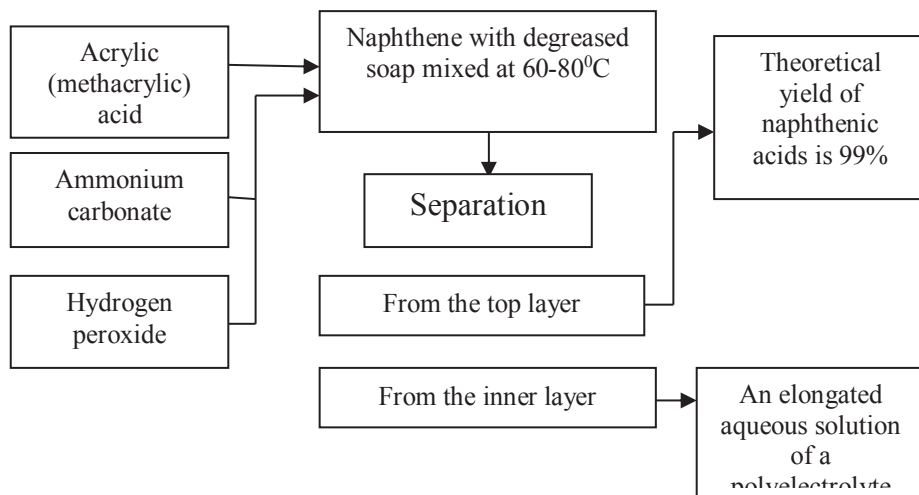 Acrylic
(methacrylic)
acid
Ammonium
carbonate
Hydrogen
peroxide
Naphthene with degreased
soap mixed at 60-80⁰C
Separation
From the top layer
From the inner layer
Theoretical
yield of
naphthenic
acids is 99%
An elongated
aqueous solution
of a
polyelectrolyte